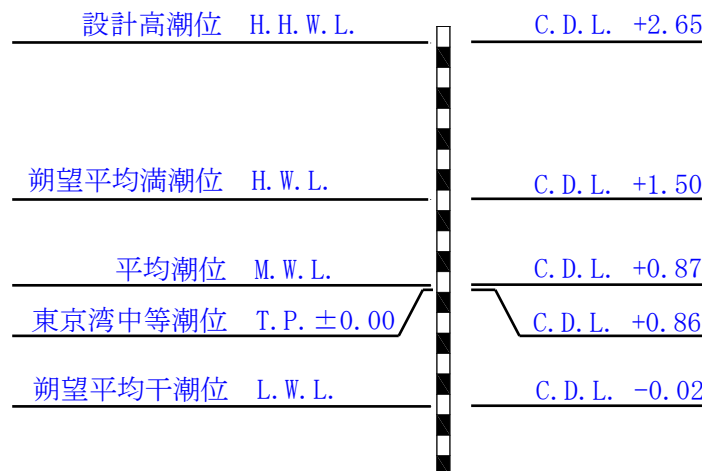 設計高潮位 H.H.W.L. C.D.L. +2.65
朔望平均満潮位 H.W.L. C.D.L. +1.50
平均潮位 M.W.L. C.D.L. +0.87
東京湾中等潮位 T.P.±0.00 C.D.L. +0.86
朔望平均干潮位 L.W.L. C.D.L. -0.02